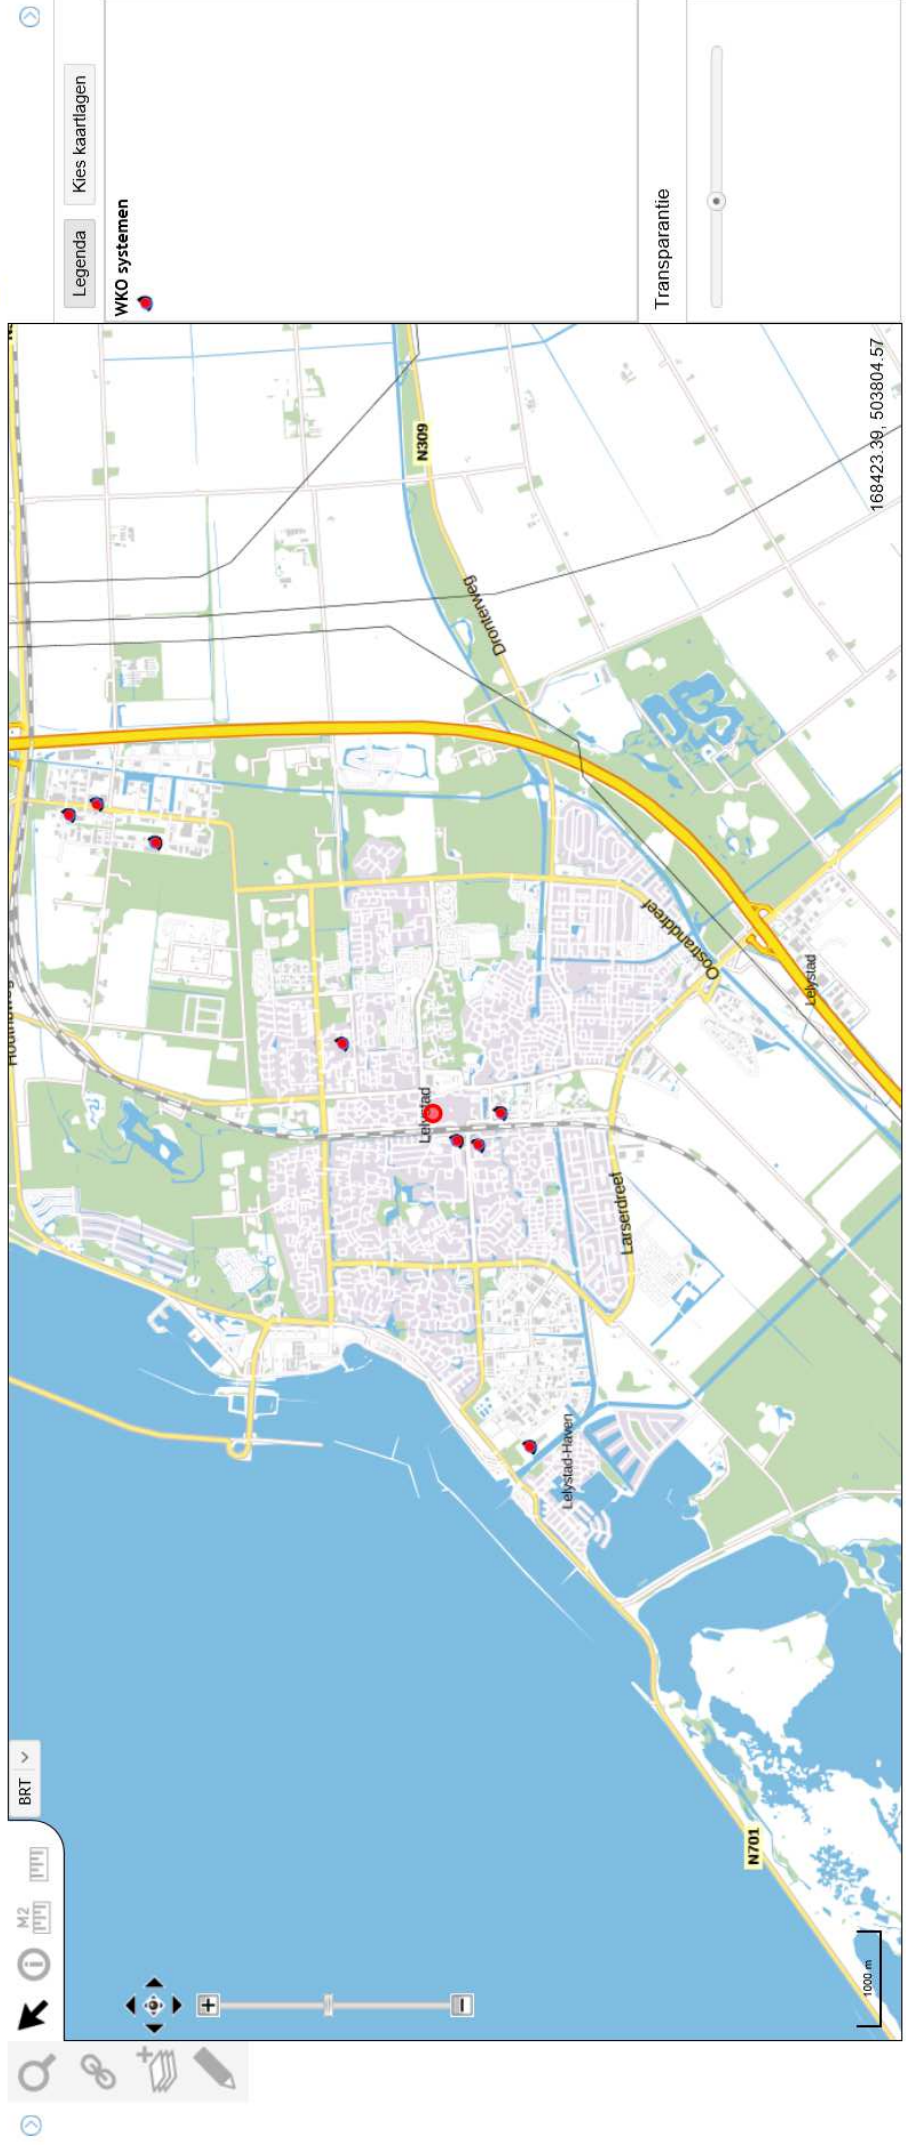 M2
BRT
N701
1000 m
Lelystad-Haven
Larserdreef
Lelystad
Oostranddreef
Lelystad
Dronterweg
N309
168423.39, 503804.57
Legenda
Kies kaartlagen
WKO systemen
Transparantie